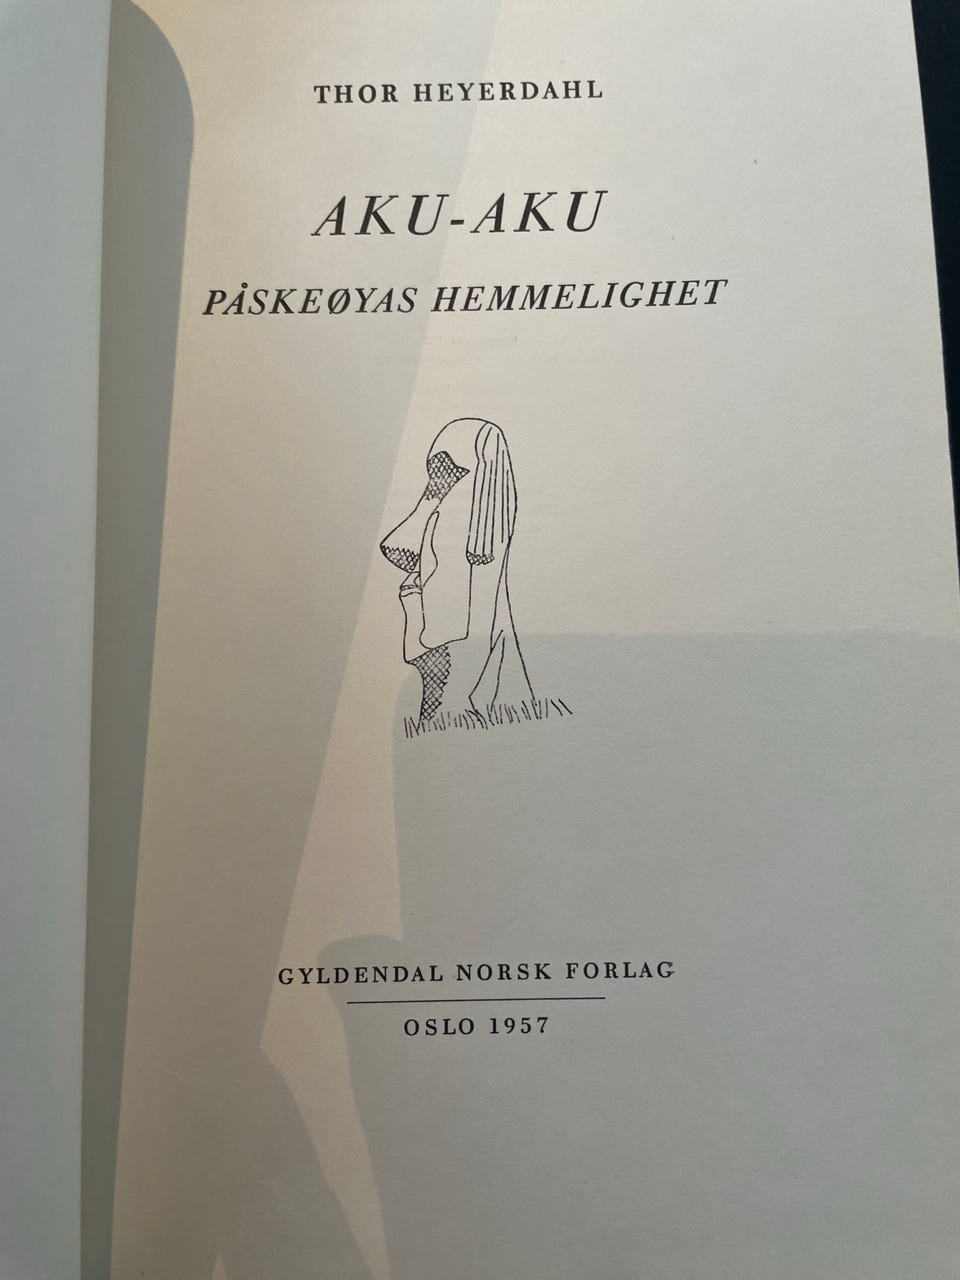 THOR HEYERDAHL
AKU-AKU
PÅSKEØYAS HEMMELIGHET
GYLDENDAL NORSK FORLAG
OSLO 1957